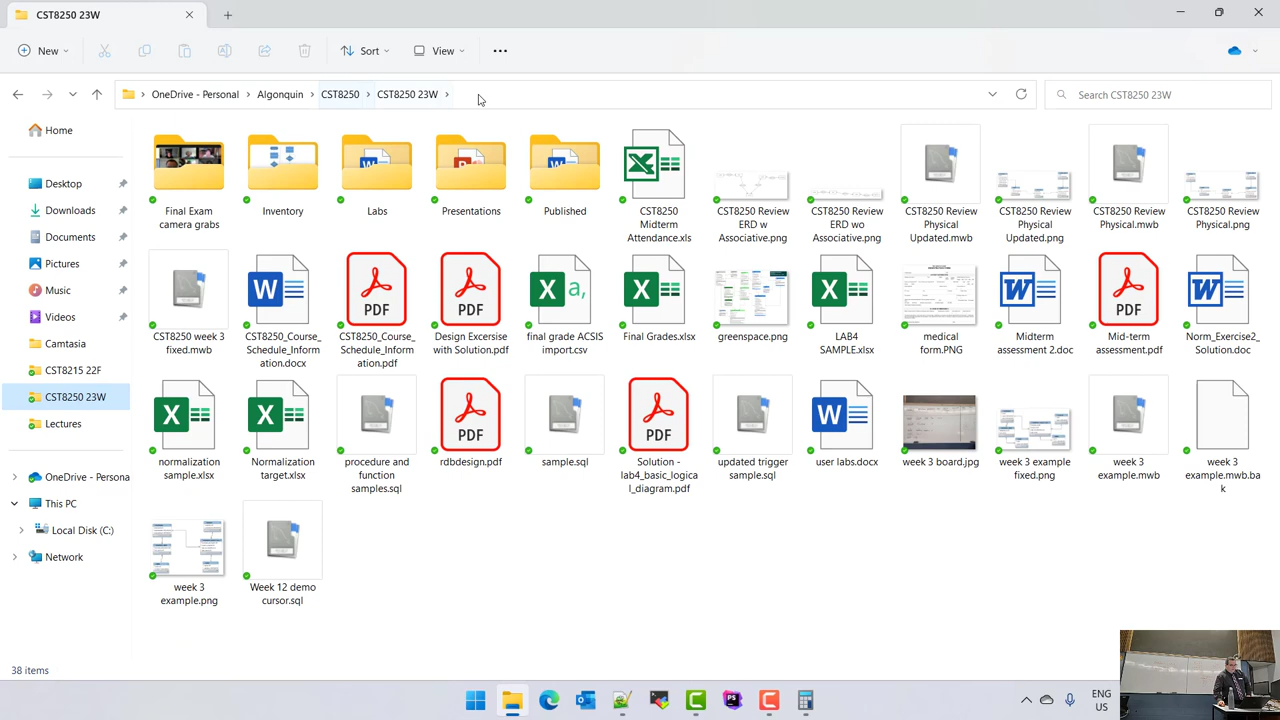 CST8250 23W
New
Sort
View
OneDrive - Personal
Algonquin
CST8250
CST8250 23W
Search CST8250 23W
Home
Desktop
Downloads
Documents
Pictures
Music
Videos
Camtasia
CST8215 22F
CST8250 23W
Lectures
OneDrive - Persona
This PC
Local Disk (C:)
Network
Final Exam
camera grabs
Inventory
Labs
Presentations
Published
CST8250
Midterm
Attendance.xls
CST8250 Review
ERD w
Associative.png
CST8250 Review
ERD wo
Associative.png
CST8250 Review
Physical
Updated.mwb
CST8250 Review
Physical
Updated.png
CST8250 Review
Physical.mwb
CST8250 Review
Physical.png
CST8250 week 3
fixed.mwb
CST8250_Course_
Schedule_Inform
ation.docx
PDF
CST8250_Course_
Schedule_Inform
ation.pdf
PDF
Design Excersise
with Solution.pdf
a,
final grade ACSIS
import.csv
Final Grades.xlsx
greenspace.png
LAB4
SAMPLE.xlsx
medical
form.PNG
Midterm
assessment 2.doc
PDF
Mid-term
assessment.pdf
Norm_Exercise2_
Solution.doc
normalization
sample.xlsx
Normalization
target.xlsx
procedure and
function
samples.sql
PDF
rdbdesign.pdf
sample.sql
PDF
Solution -
lab4_basic_logica
l_diagram.pdf
updated trigger
sample.sql
user labs.docx
week 3 board.jpg
week 3 example
fixed.png
week 3
example.mwb
week 3
example.mwb.ba
k
week 3
example.png
Week 12 demo
cursor.sql
38 items
ENG
US